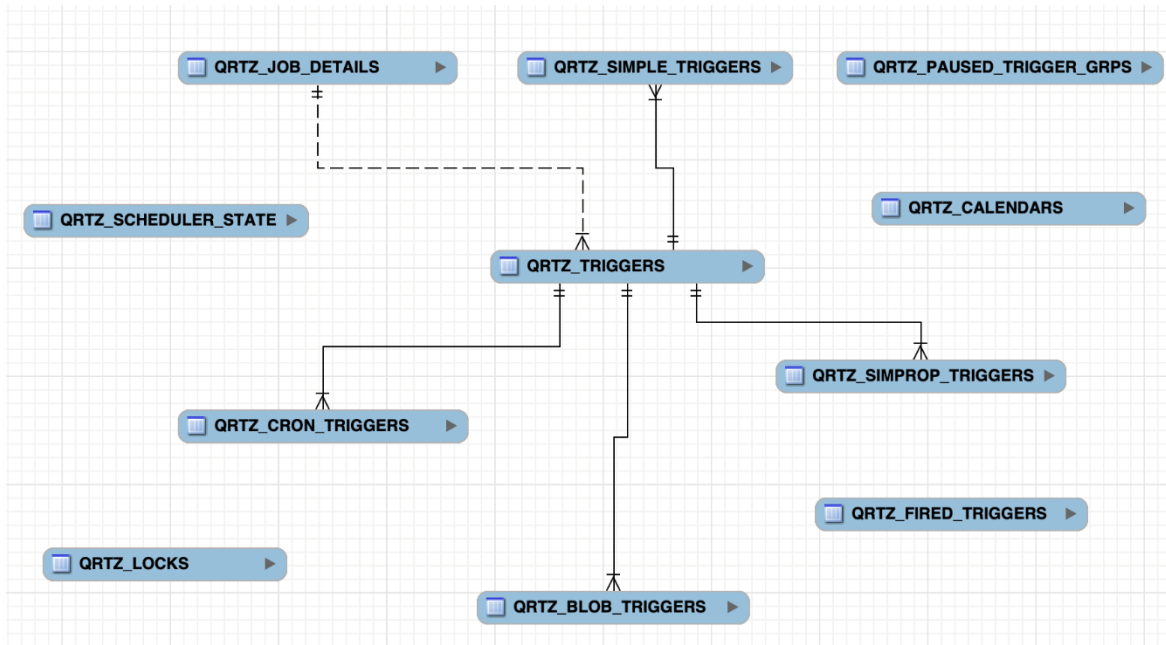 QRTZ_JOB_DETAILS
QRTZ_SIMPLE_TRIGGERS
QRTZ_PAUSED_TRIGGER_GRPS
QRTZ_SCHEDULER_STATE
QRTZ_CALENDARS
QRTZ_TRIGGERS
QRTZ_SIMPROP_TRIGGERS
QRTZ_CRON_TRIGGERS
QRTZ_FIRED_TRIGGERS
QRTZ_LOCKS
QRTZ_BLOB_TRIGGERS